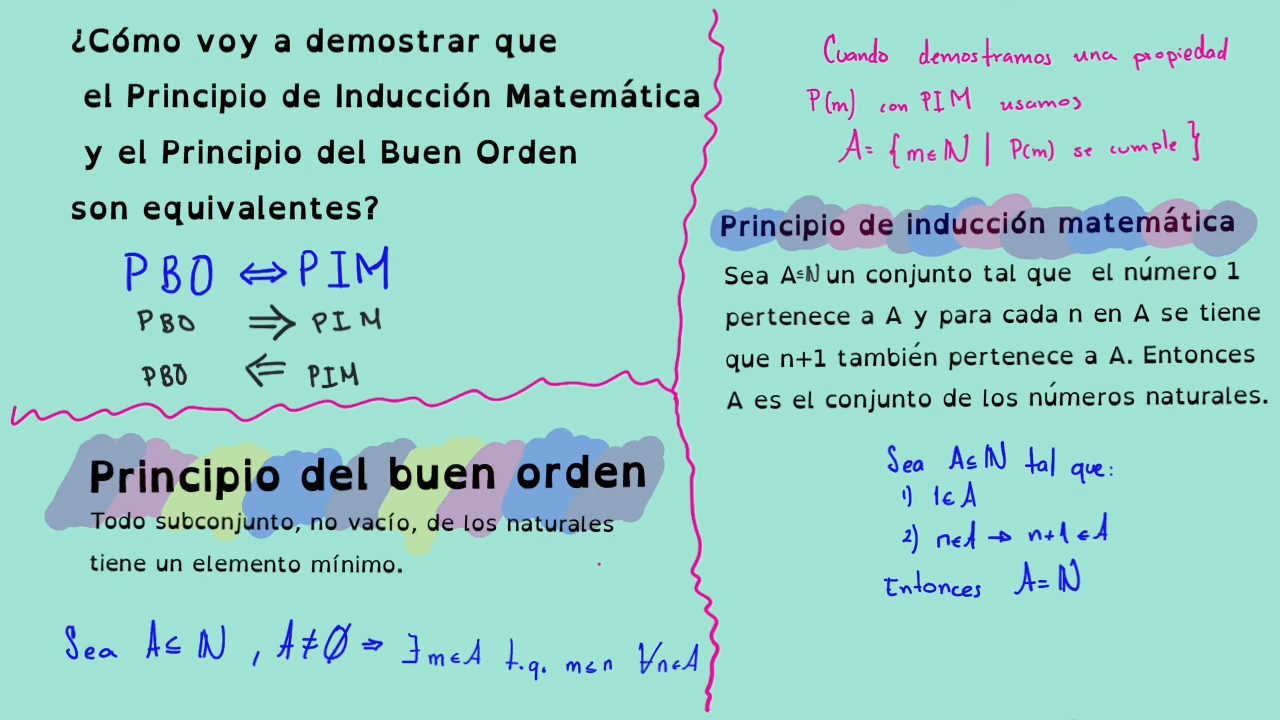 ¿Cómo voy a demostrar que
el Principio de Inducción Matemática
y el Principio del Buen Orden
son equivalentes?
PBO ⇔ PIM
PBO ⇒ PIM
PBO ⇐ PIM
Principio del buen orden
Todo subconjunto, no vacío, de los naturales
tiene un elemento mínimo.
Sea A⊆ℕ, A≠∅ ⇒ ∃m∈A t.q. m≤n ∀n∈A
Cuando demostramos una propiedad
P(m) con PIM usamos
A= {m∈ℕ | P(m) se cumple}
Principio de inducción matemática
Sea A⊆ℕ un conjunto tal que el número 1
pertenece a A y para cada n en A se tiene
que n+1 también pertenece a A. Entonces
A es el conjunto de los números naturales.
Sea A⊆ℕ tal que:
1) 1∈A
2) n∈A → n+1∈A
Entonces A=ℕ